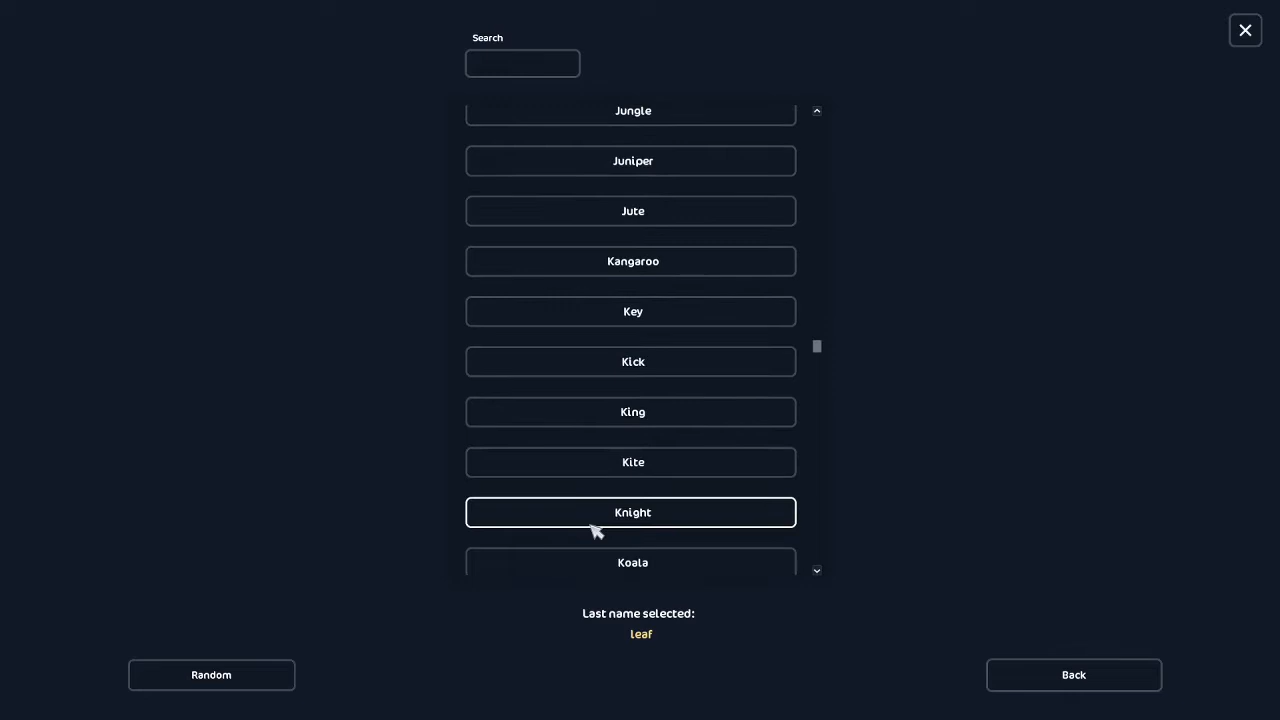 Search
Jungle
Juniper
Jute
Kangaroo
Key
Kick
King
Kite
Knight
Koala
Last name selected:
leaf
Random
Back